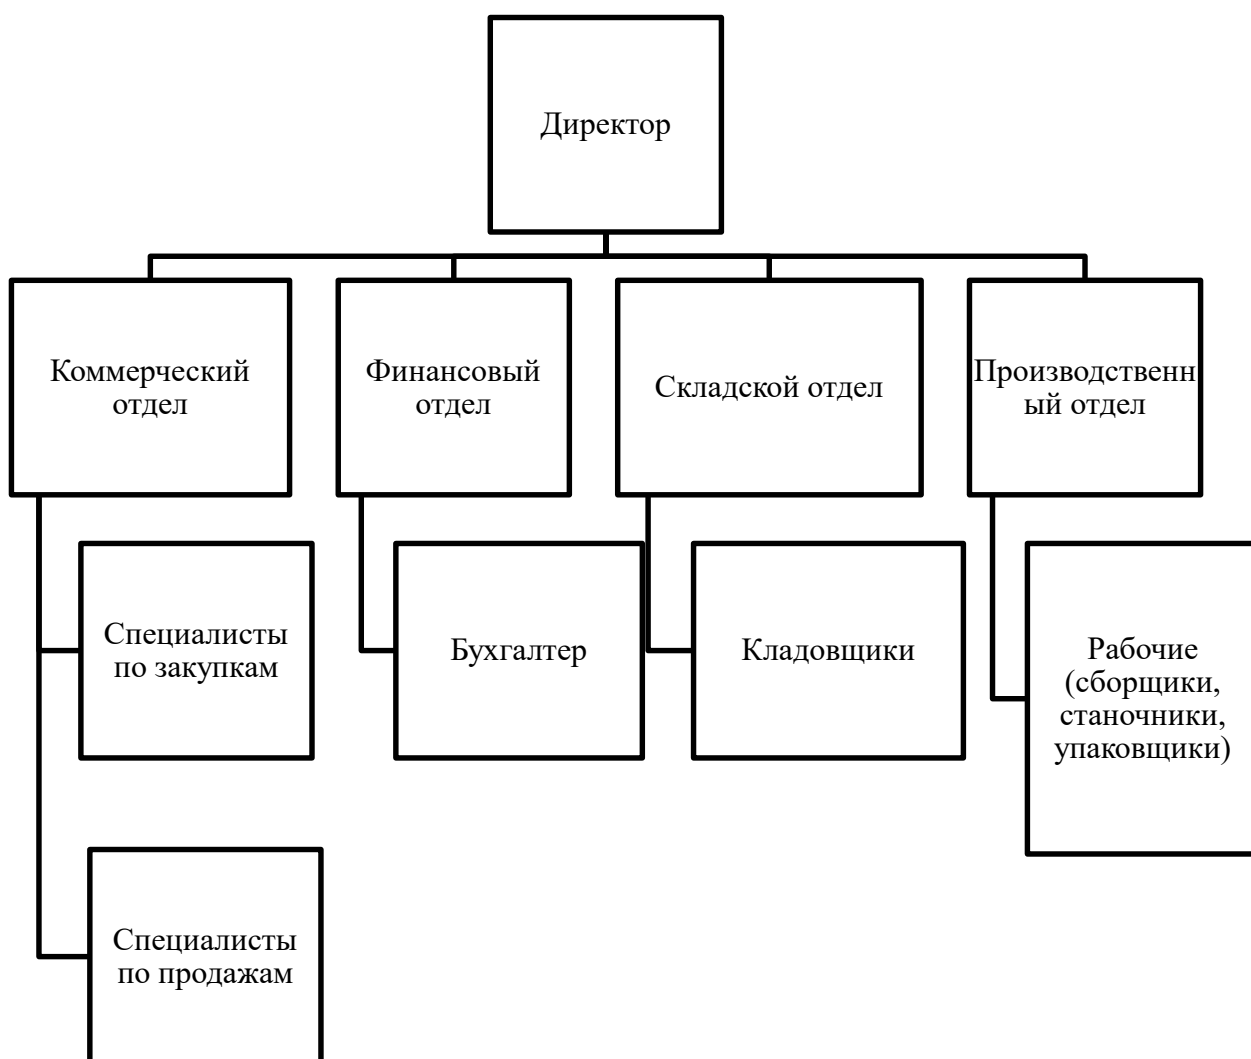 Директор
Коммерческий
отдел
Финансовый
отдел
Складской отдел
Производственн
ый отдел
Специалисты
по закупкам
Бухгалтер
Кладовщики
Рабочие
(сборщики,
станочники,
упаковщики)
Специалисты
по продажам